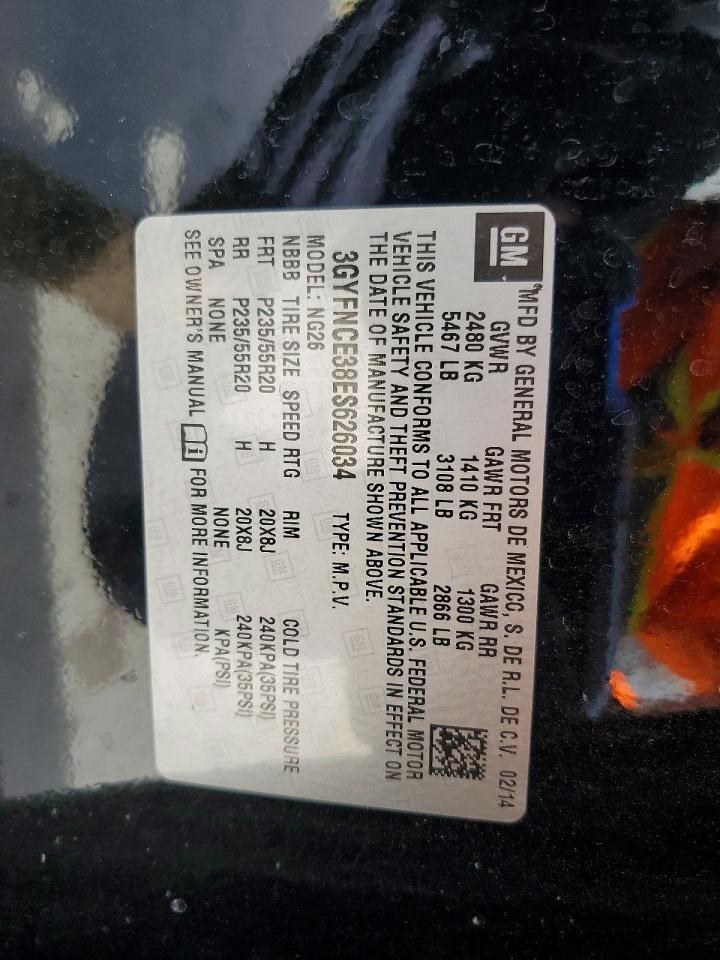 GM
MFD BY GENERAL MOTORS DE MEXICO, S. DE R.L. DE C.V. 02/14
GVWR GAWR FRT GAWR RR
2480 KG 1410 KG 1300 KG
5467 LB 3108 LB 2866 LB
THIS VEHICLE CONFORMS TO ALL APPLICABLE U.S. FEDERAL MOTOR
VEHICLE SAFETY AND THEFT PREVENTION STANDARDS IN EFFECT ON
THE DATE OF MANUFACTURE SHOWN ABOVE.
3GYFNCE38ES626034 TYPE: M.P.V.
MODEL: NG26
NBBB TIRE SIZE SPEED RTG RIM COLD TIRE PRESSURE
FRT P235/55R20 H 20X8J 240KPA(35PSI)
RR P235/55R20 H 20X8J 240KPA(35PSI)
SPA NONE NONE KPA(PSI)
SEE OWNER'S MANUAL FOR MORE INFORMATION.